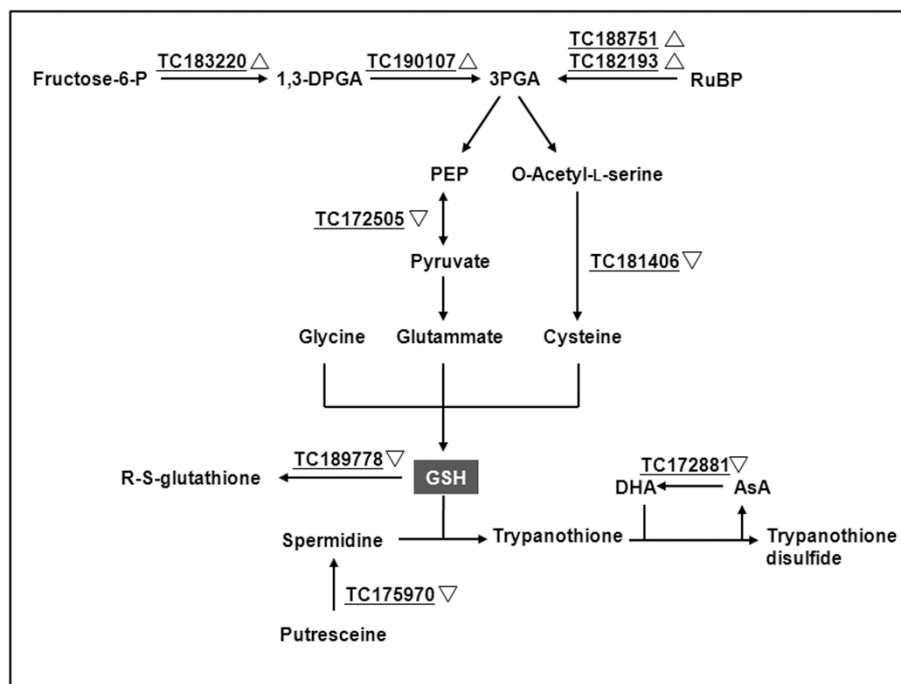 TC183220 △ TC190107 △ TC188751 △
TC182193 △
Fructose-6-P 1,3-DPGA 3PGA RuBP
PEP O-Acetyl-L-serine
TC172505 ▽
Pyruvate TC181406 ▽
Glycine Glutammate Cysteine
TC189778 ▽ TC172881 ▽
R-S-glutathione GSH DHA AsA
Spermidine Trypanothione Trypanothione
disulfide
TC175970 ▽
Putresceine